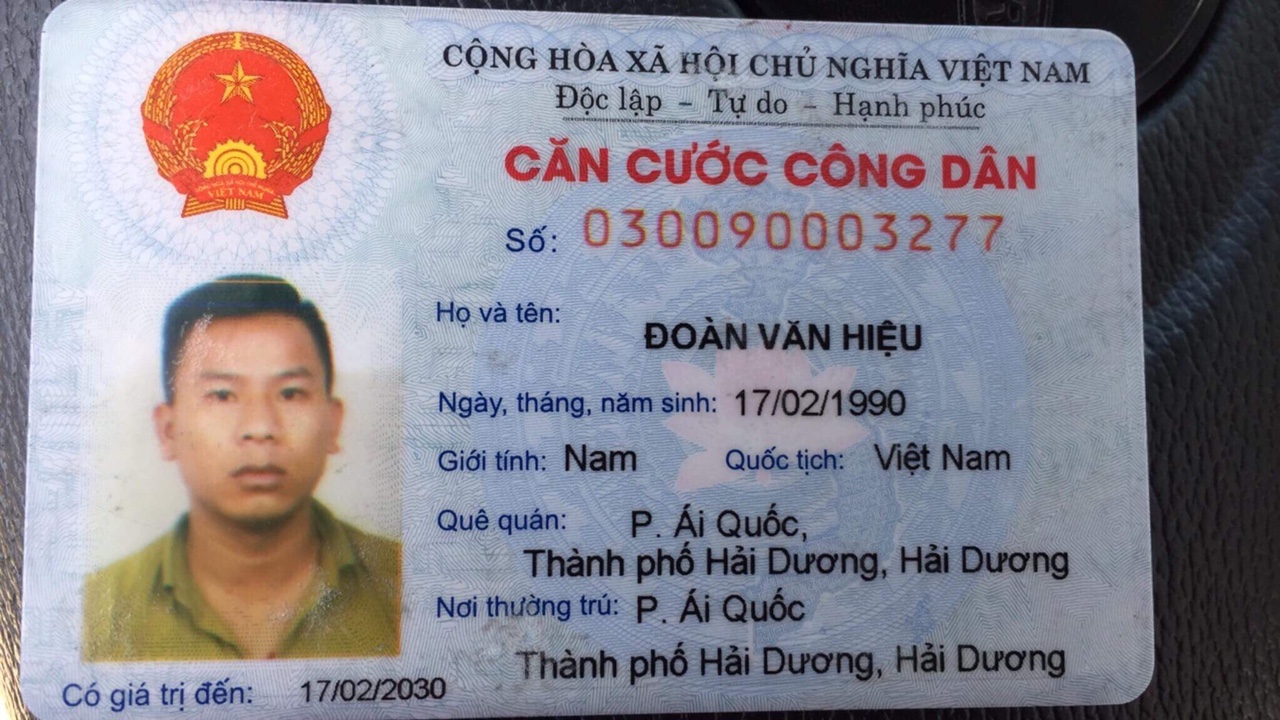 CỘNG HÒA XÃ HỘI CHỦ NGHĨA VIỆT NAM
Độc lập - Tự do - Hạnh phúc
CĂN CƯỚC CÔNG DÂN
Số: 030090003277
Họ và tên:
ĐOÀN VĂN HIỆU
Ngày, tháng, năm sinh: 17/02/1990
Giới tính: Nam Quốc tịch: Việt Nam
Quê quán: P. Ái Quốc,
Thành phố Hải Dương, Hải Dương
Nơi thường trú: P. Ái Quốc
Thành phố Hải Dương, Hải Dương
Có giá trị đến: 17/02/2030
VIỆT NAM